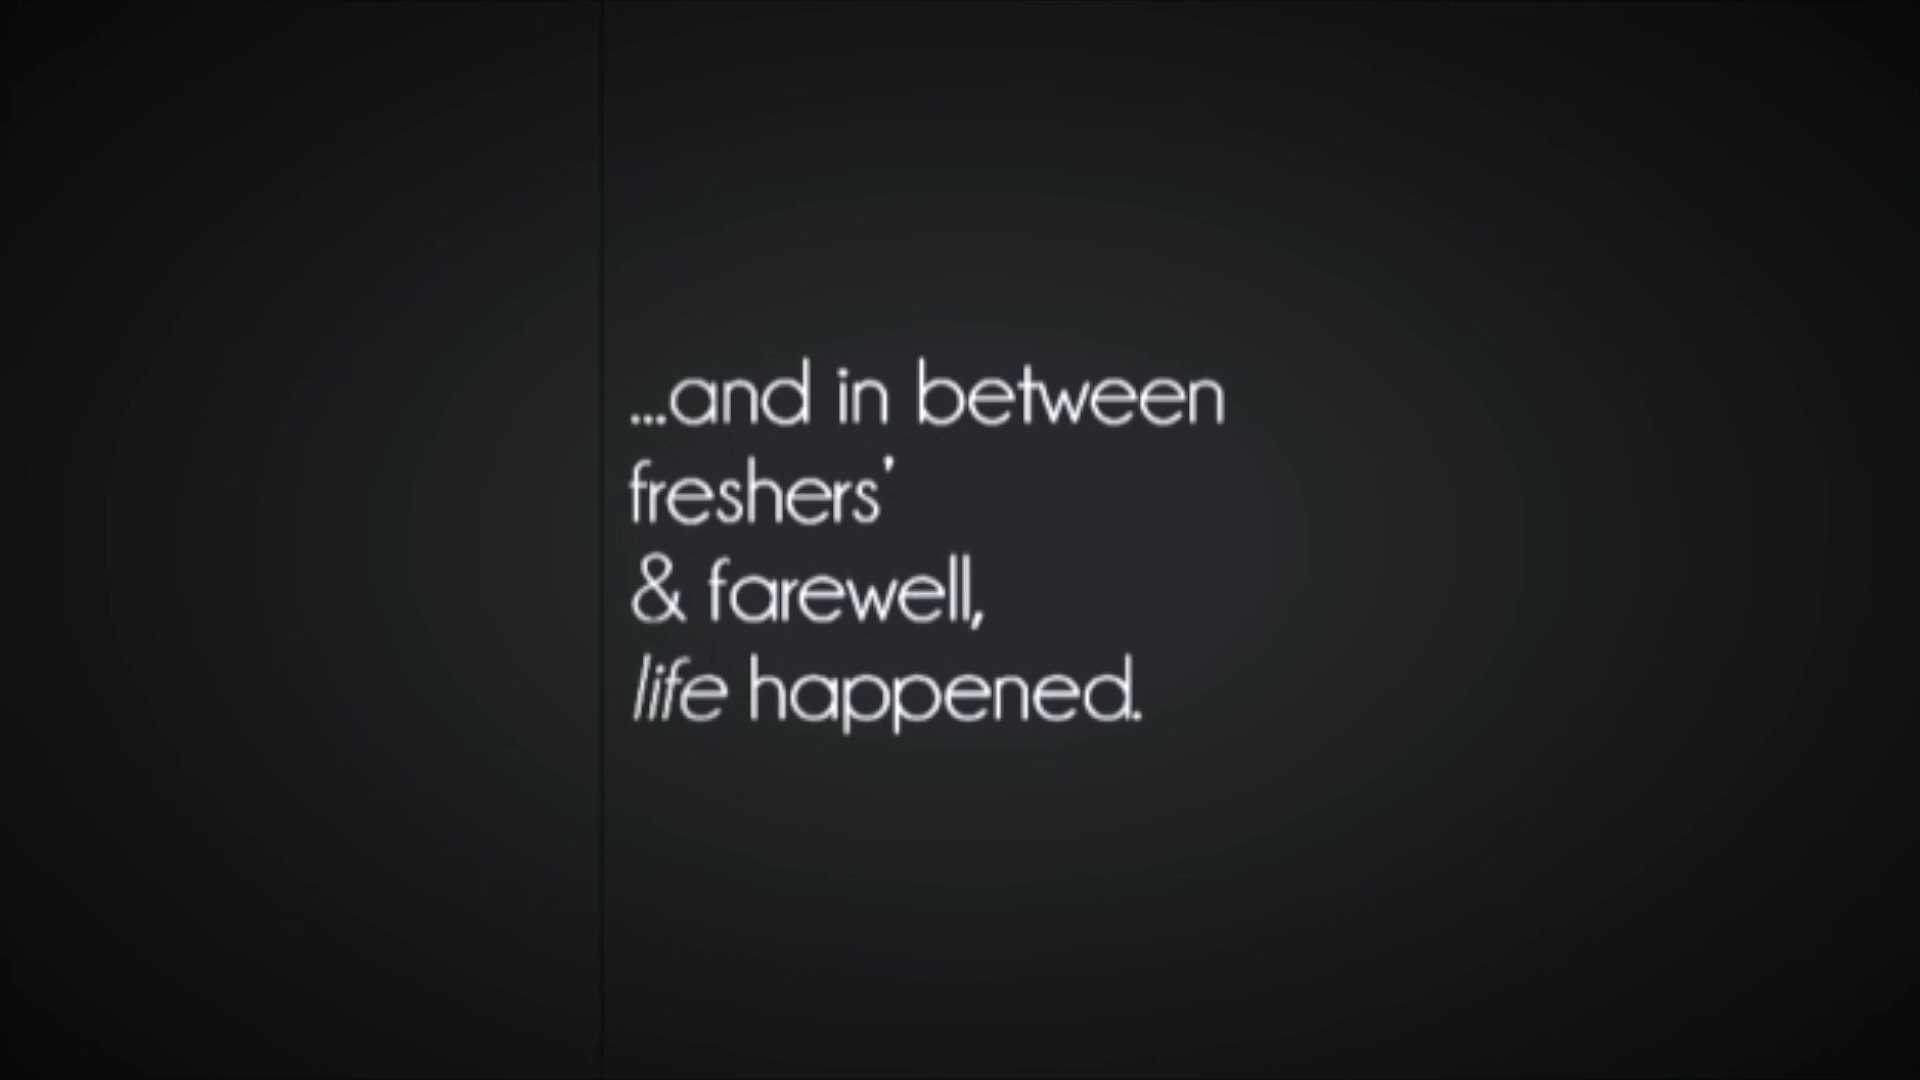 ...and in between
freshers'
& farewell,
life happened.